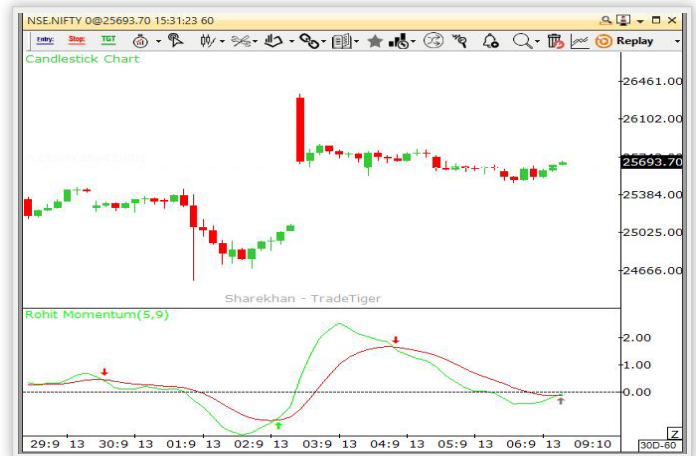 NSE.NIFTY 0@25693.70 15:31:23 60
Entry: Stop: TGT Replay
Candlestick Chart
26461.00
26102.00
25693.70
25384.00
25025.00
24666.00
Sharekhan - TradeTiger
Rohit Momentum(5,9)
2.00
1.00
0.00
29:9 13 30:9 13 01:9 13 02:9 13 03:9 13 04:9 13 05:9 13 06:9 13 09:10
Z
30D-60